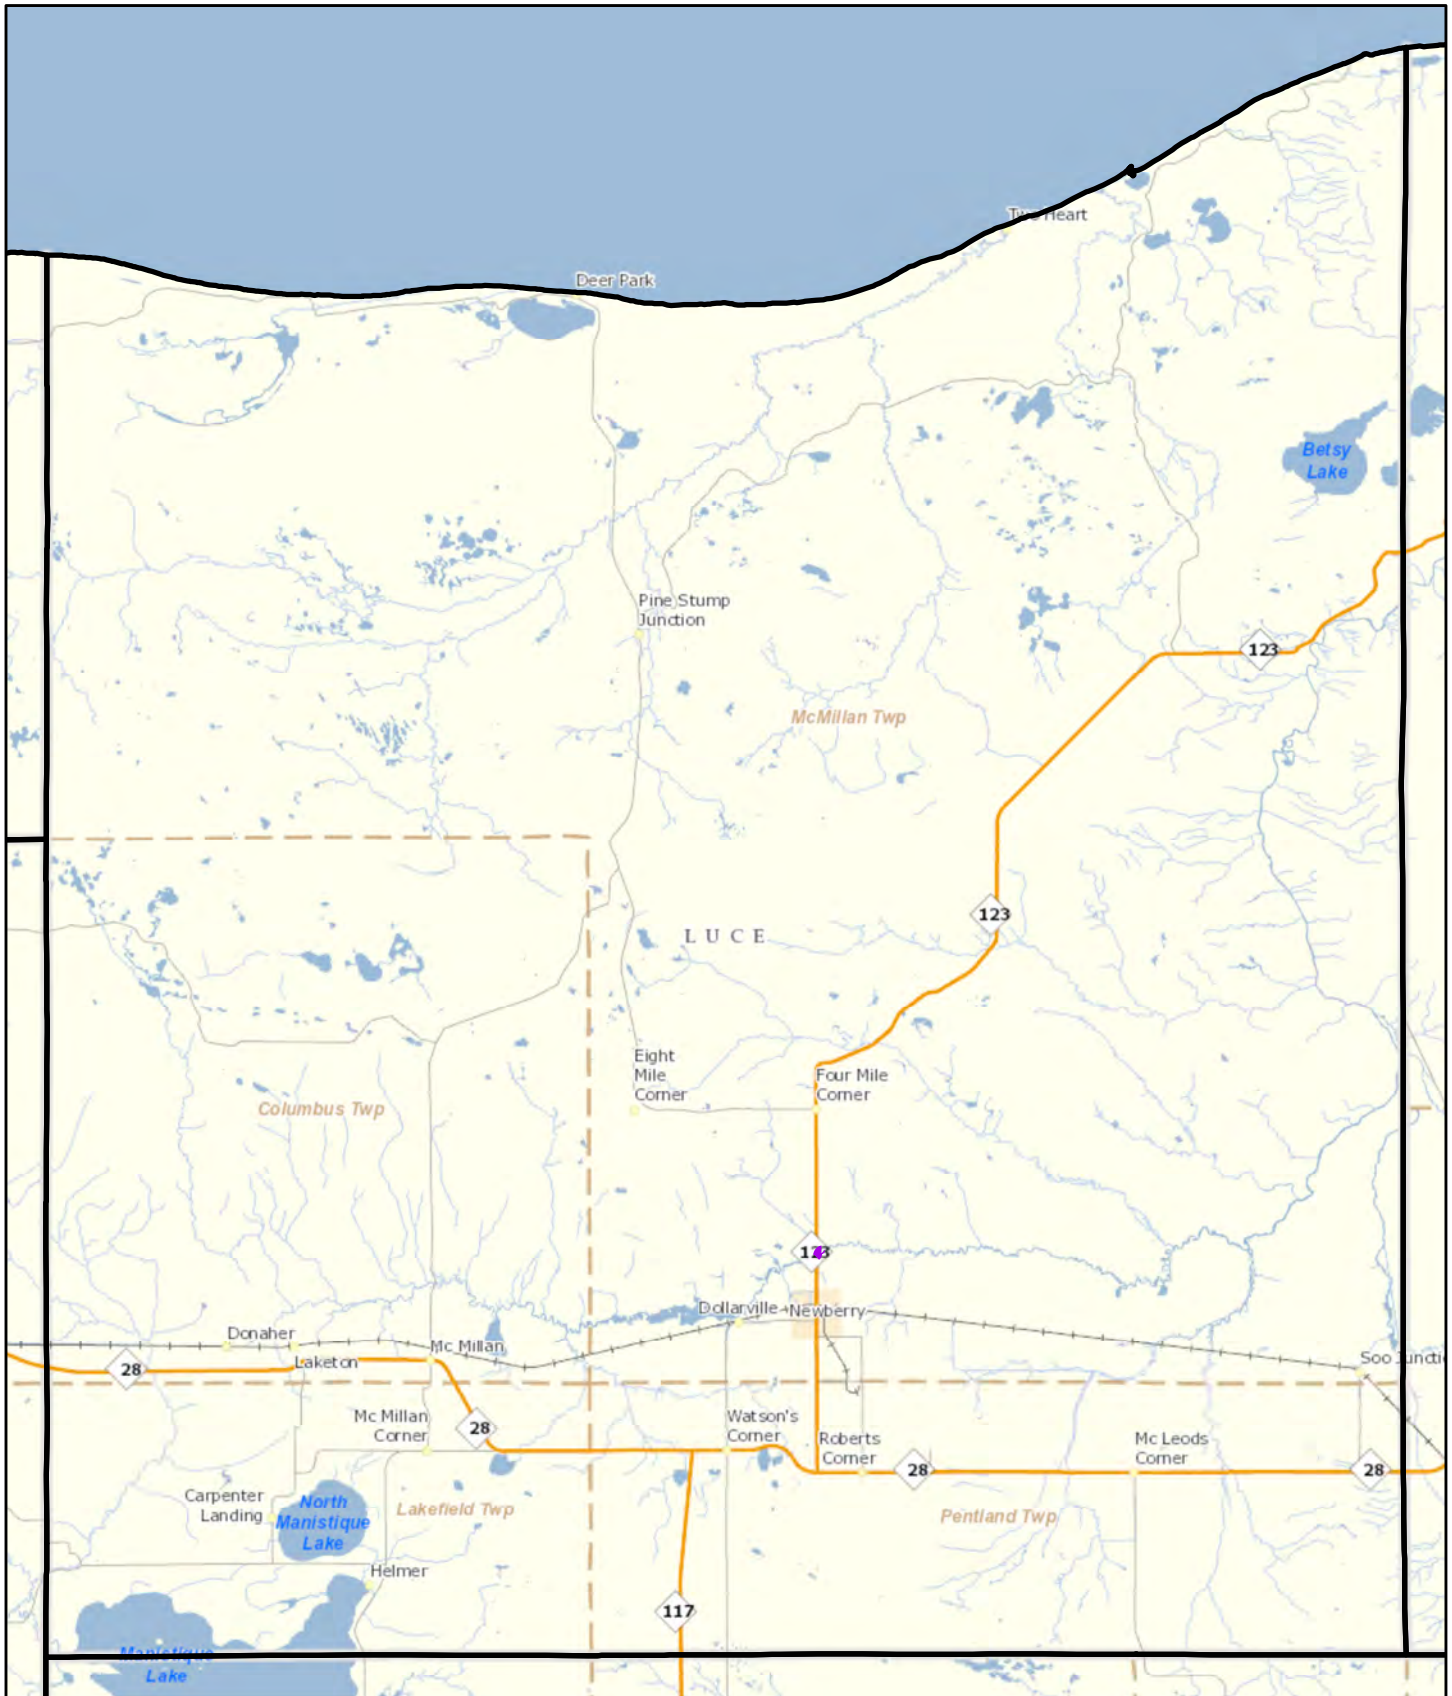 Two Heart
Deer Park
Betsy
Lake
Pine Stump
Junction
123
McMillan Twp
123
LUCE
Eight
Mile
Corner
Four Mile
Corner
Columbus Twp
123
Dollarville
Newberry
Donaher
Mc Millan
Laketon
28
Soo Juncti
Mc Millan
Corner
28
Watson's
Corner
Roberts
Corner
28
Mc Leods
Corner
28
Carpenter
Landing
North
Manistique
Lake
Lakefield Twp
Pentland Twp
Helmer
117
Manistique
Lake